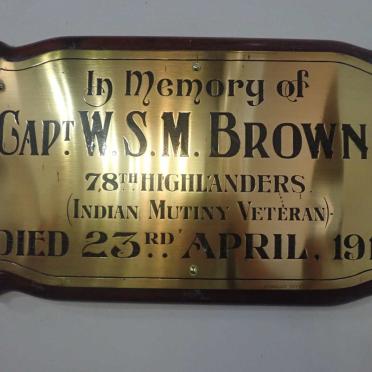 In Memory of
CAPT. W.S.M. BROWN
78TH HIGHLANDERS
(INDIAN MUTINY VETERAN)
DIED 23RD APRIL, 191